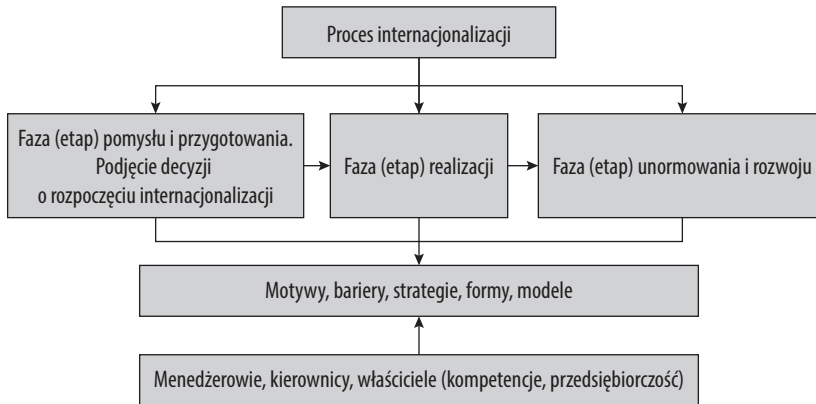 Proces internacjonalizacji
Faza (etap) pomysłu i przygotowania.
Podjęcie decyzji
o rozpoczęciu internacjonalizacji
Faza (etap) realizacji
Faza (etap) unormowania i rozwoju
Motywy, bariery, strategie, formy, modele
Menedżerowie, kierownicy, właściciele (kompetencje, przedsiębiorczość)